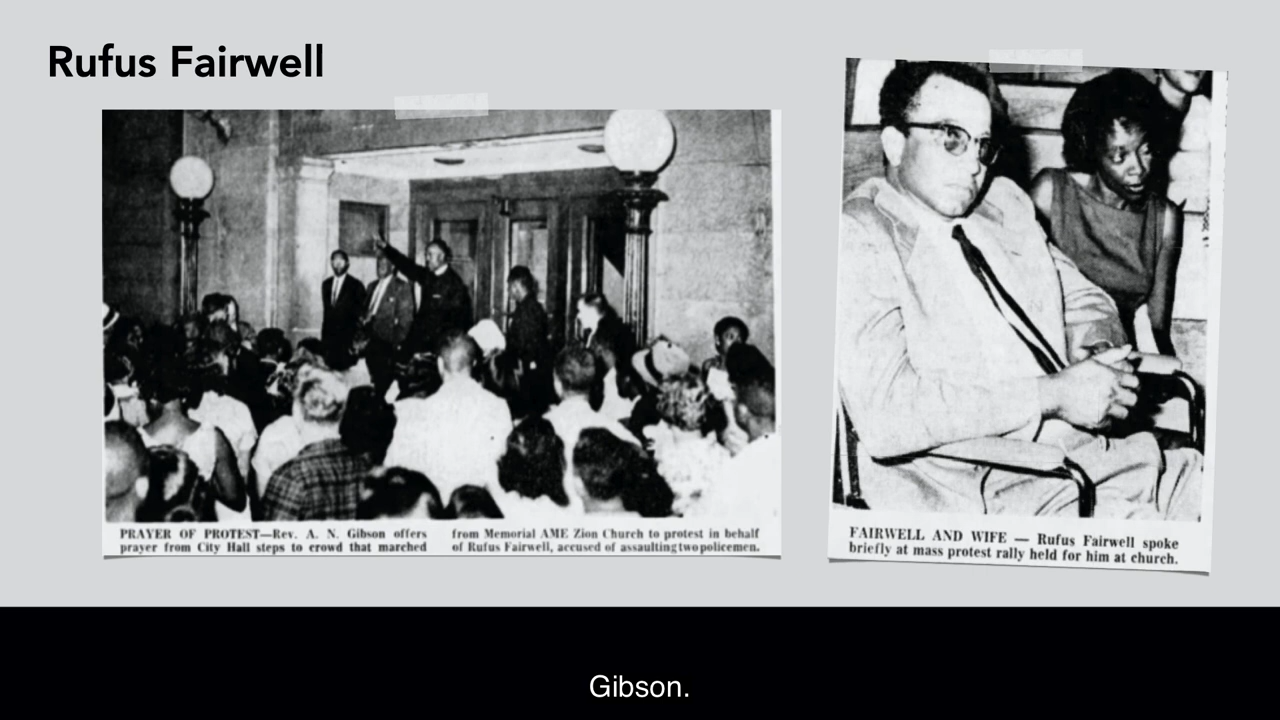 Rufus Fairwell
PRAYER OF PROTEST—Rev. A. N. Gibson offers
prayer from City Hall steps to crowd that marched
from Memorial AME Zion Church to protest in behalf
of Rufus Fairwell, accused of assaulting two policemen.
FAIRWELL AND WIFE — Rufus Fairwell spoke
briefly at mass protest rally held for him at church.
Gibson.